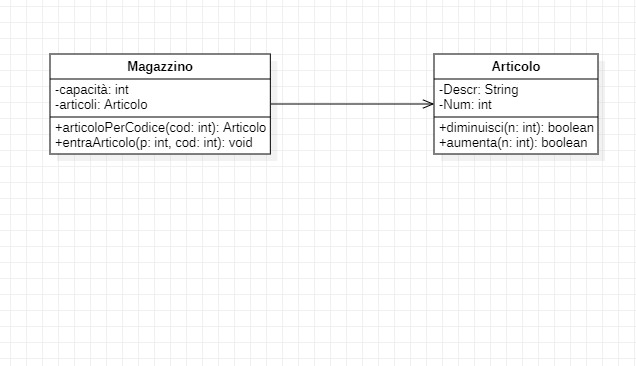 Magazzino
-capacità: int
-articoli: Articolo
+articoloPerCodice(cod: int): Articolo
+entraArticolo(p: int, cod: int): void
Articolo
-Descr: String
-Num: int
+diminuisci(n: int): boolean
+aumenta(n: int): boolean